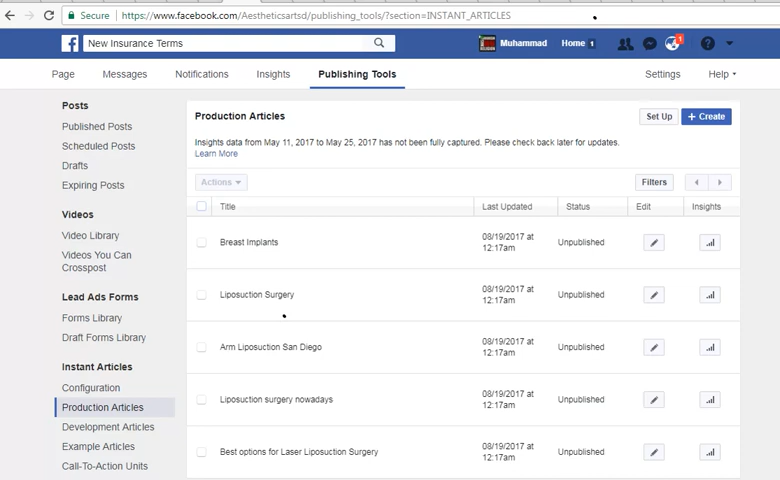 Secure https://www.facebook.com/Aestheticsartsd/publishing_tools/?section=INSTANT_ARTICLES
f New Insurance Terms Muhammad Home 1 1
Page Messages Notifications Insights Publishing Tools Settings Help
Posts
Published Posts
Scheduled Posts
Drafts
Expiring Posts
Videos
Video Library
Videos You Can
Crosspost
Lead Ads Forms
Forms Library
Draft Forms Library
Instant Articles
Configuration
Production Articles
Development Articles
Example Articles
Call-To-Action Units
Production Articles Set Up + Create
Insights data from May 11, 2017 to May 25, 2017 has not been fully captured. Please check back later for updates.
Learn More
Actions Filters
Title Last Updated Status Edit Insights
Breast Implants 08/19/2017 at Unpublished
12:17am
Liposuction Surgery 08/19/2017 at Unpublished
12:17am
Arm Liposuction San Diego 08/19/2017 at Unpublished
12:17am
Liposuction surgery nowadays 08/19/2017 at Unpublished
12:17am
Best options for Laser Liposuction Surgery 08/19/2017 at Unpublished
12:17am